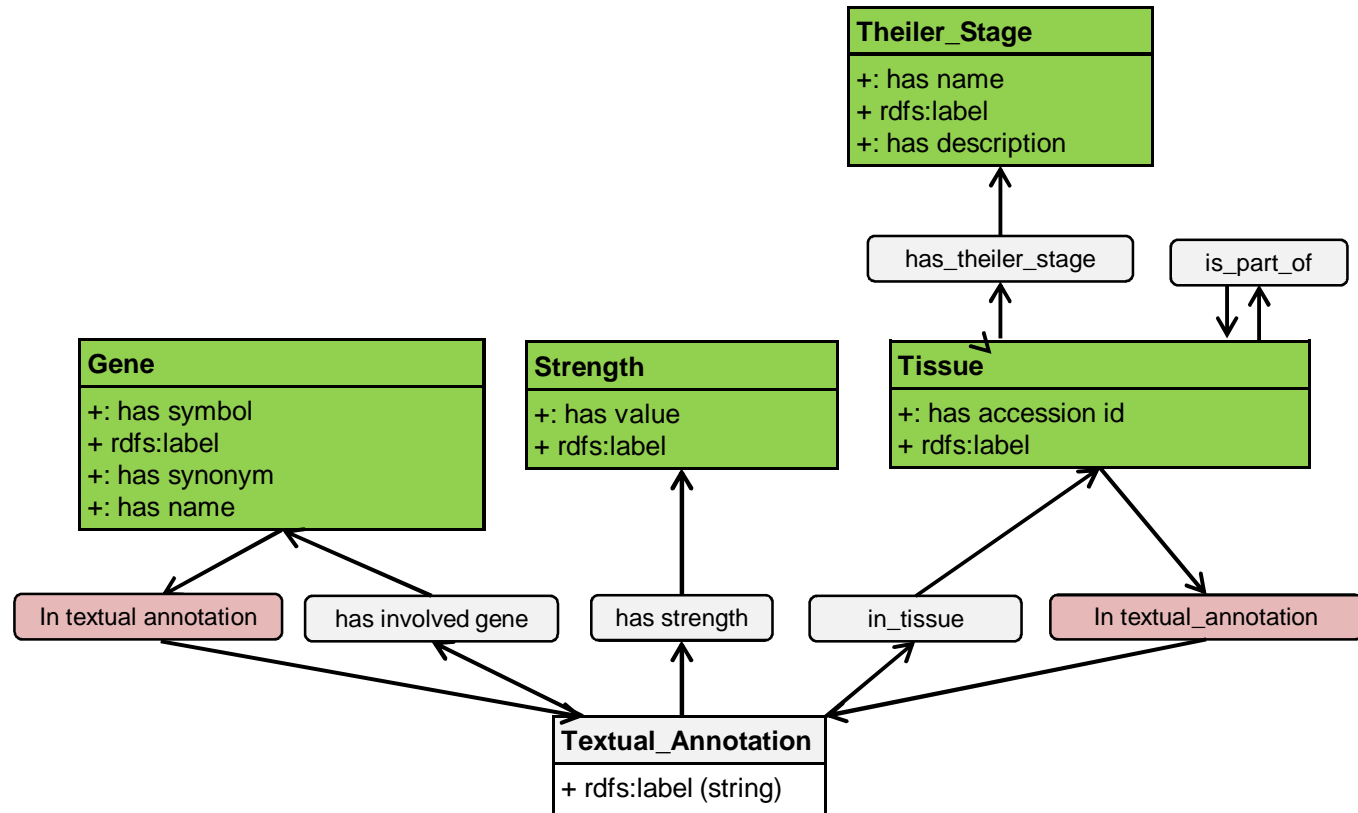 Theiler_Stage
+: has name
+ rdfs:label
+: has description
has_theiler_stage
is_part_of
Gene
+: has symbol
+ rdfs:label
+: has synonym
+: has name
Strength
+: has value
+ rdfs:label
Tissue
+: has accession id
+ rdfs:label
In textual annotation
has involved gene
has strength
in_tissue
In textual_annotation
Textual_Annotation
+ rdfs:label (string)